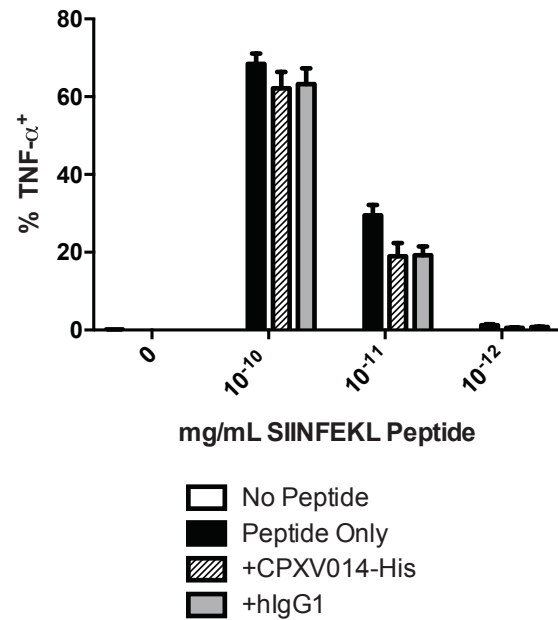 80
60
40
20
0
% TNF-α⁺
0
10⁻¹⁰
10⁻¹¹
10⁻¹²
mg/mL SIINFEKL Peptide
No Peptide
Peptide Only
+CPXV014-His
+hIgG1